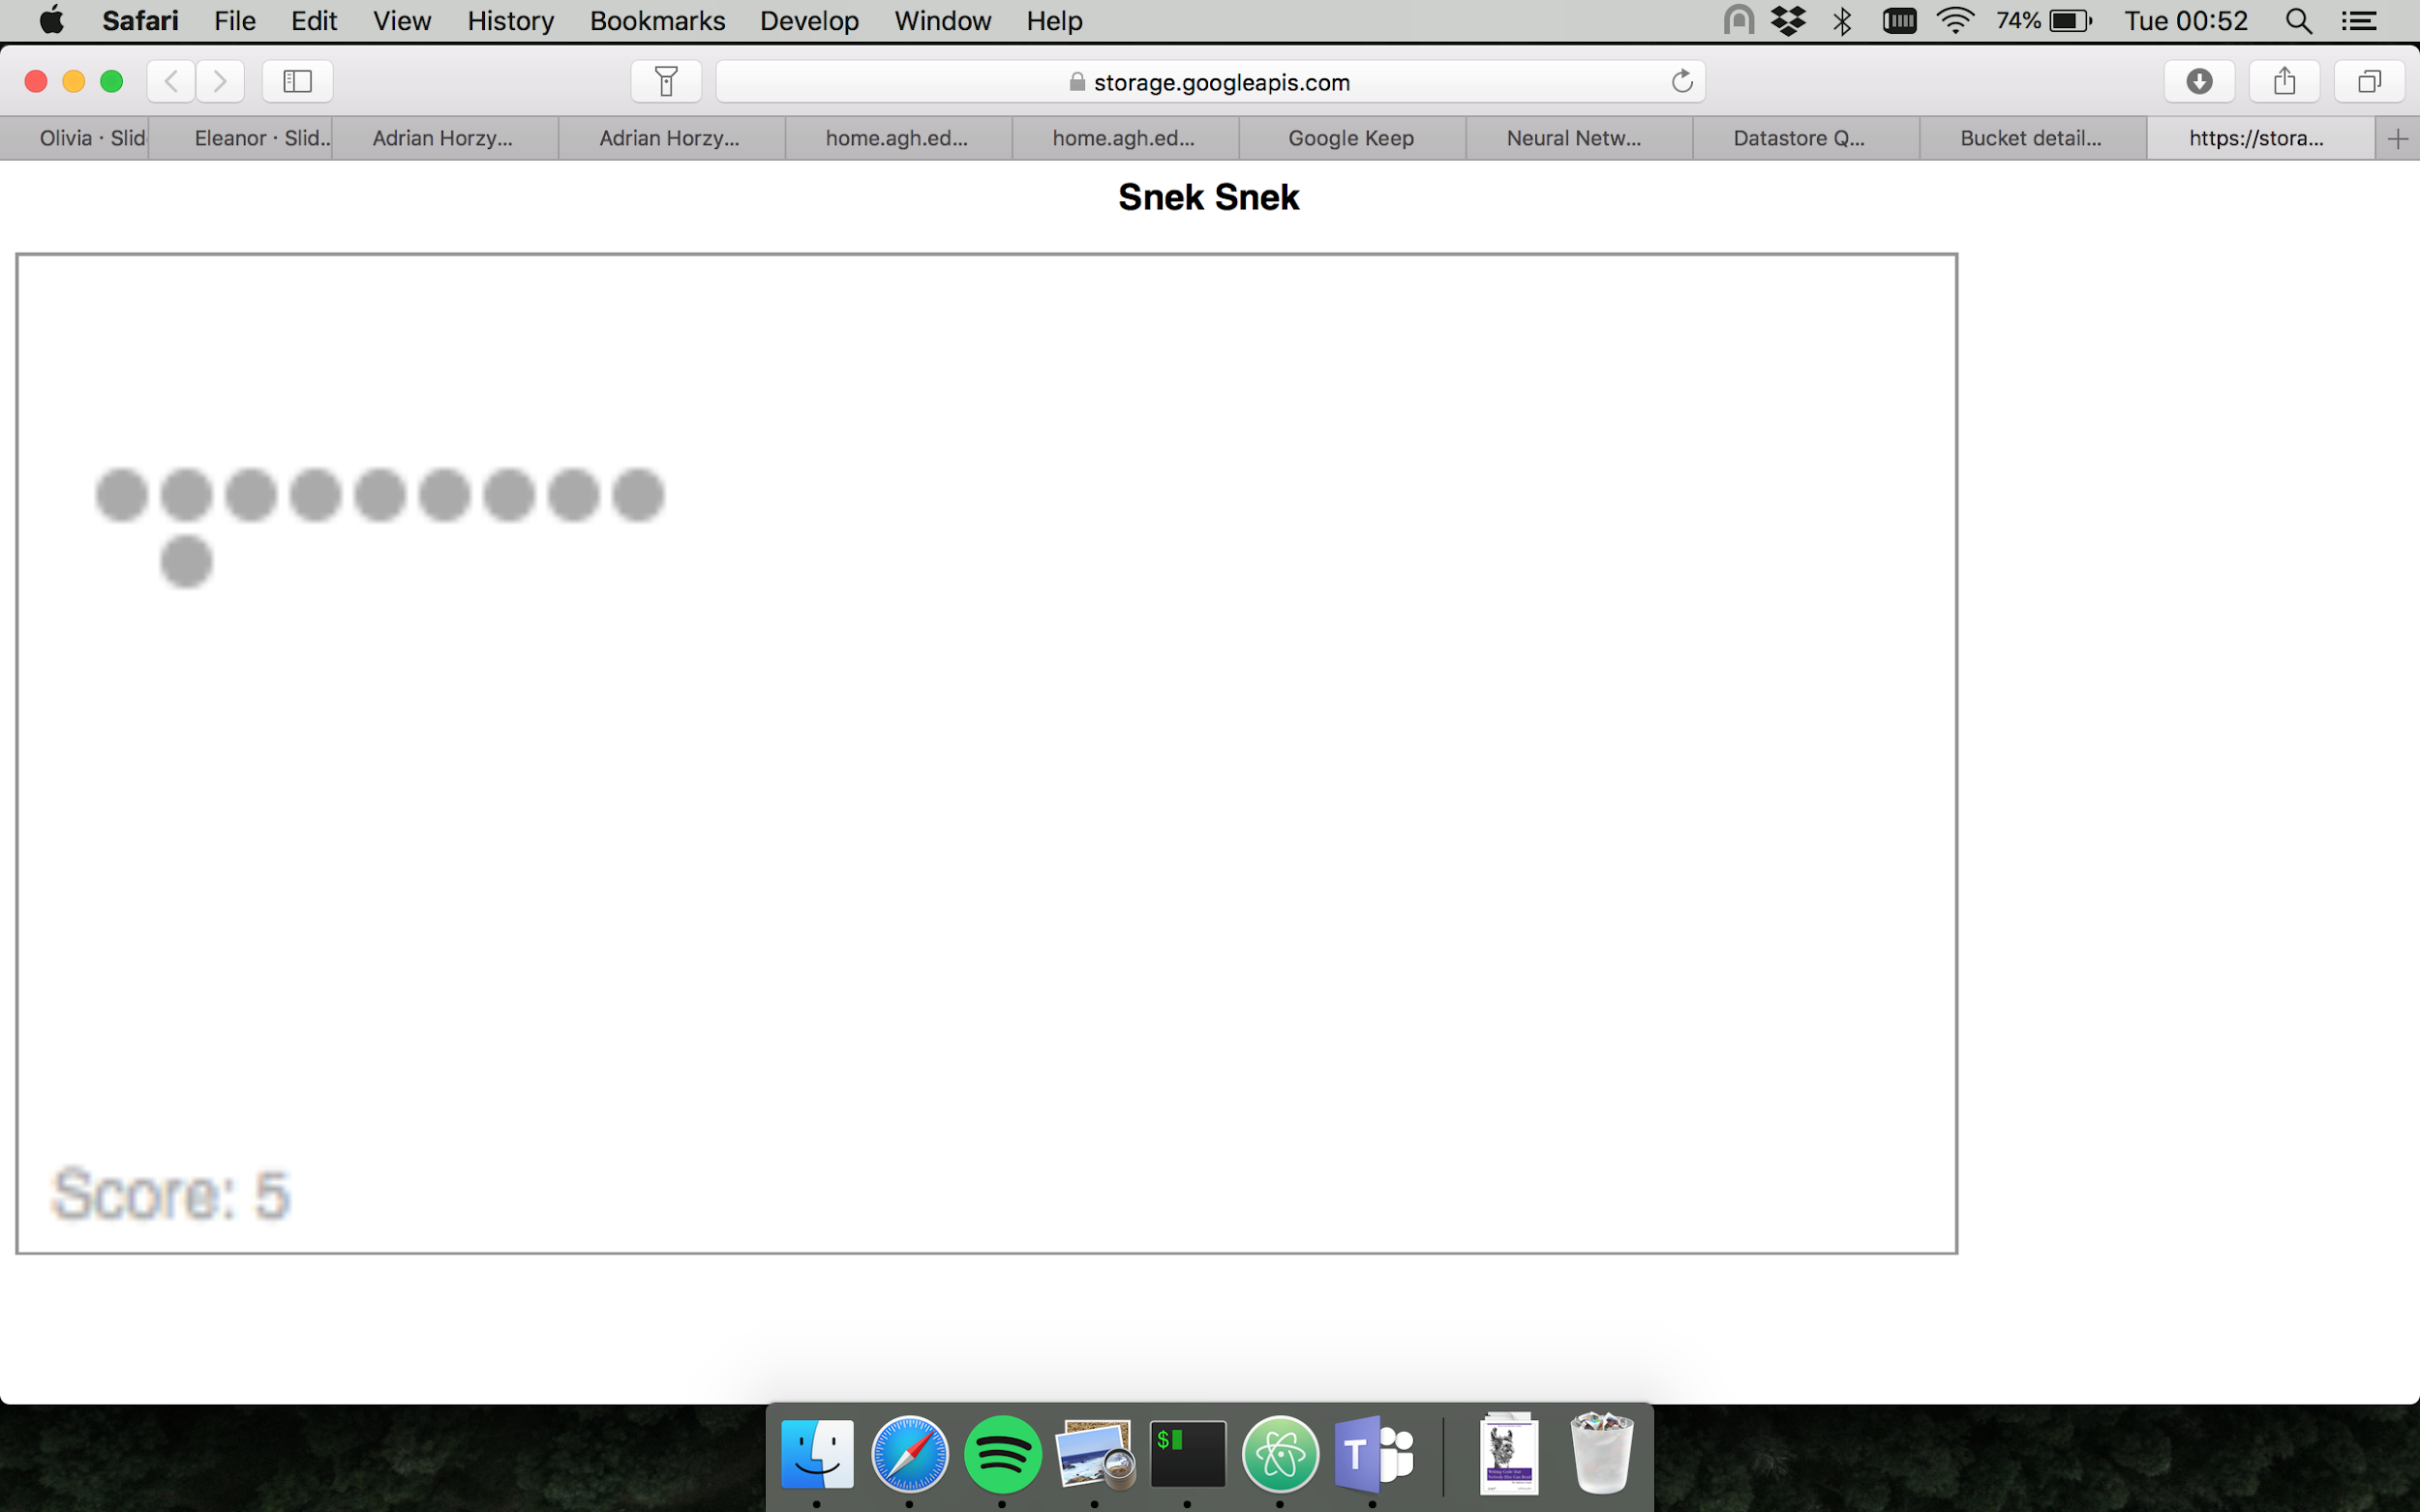 Safari File Edit View History Bookmarks Develop Window Help 74% Tue 00:52
storage.googleapis.com
Olivia · Slid Eleanor · Slid... Adrian Horzy... Adrian Horzy... home.agh.ed... home.agh.ed... Google Keep Neural Netw... Datastore Q... Bucket detail... https://stora...
Snek Snek
Score: 5
$
T